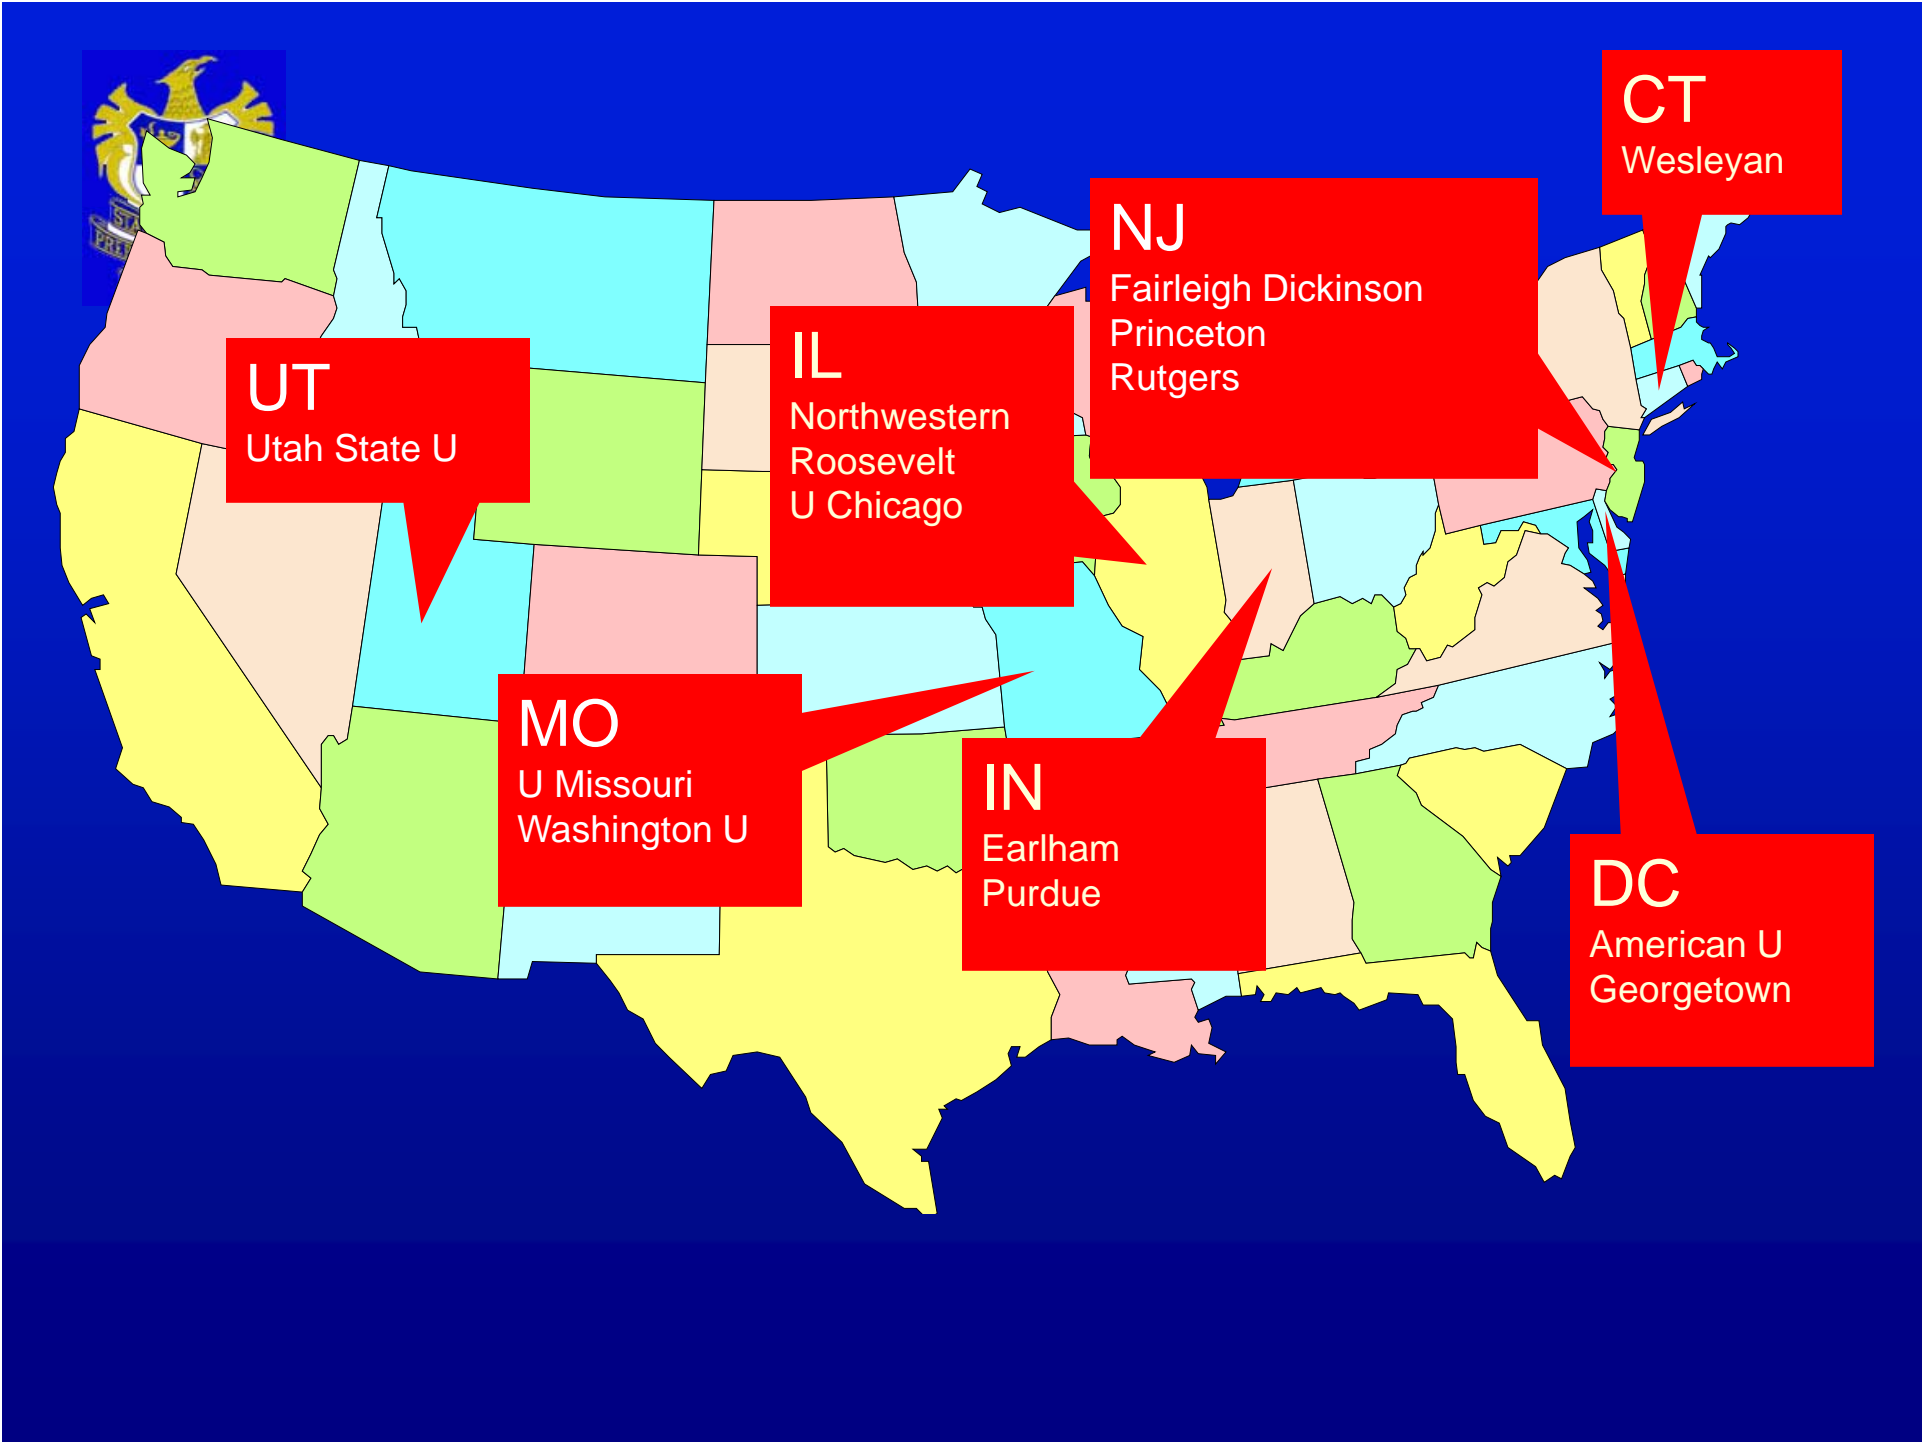 CT
Wesleyan
NJ
Fairleigh Dickinson
Princeton
Rutgers
IL
Northwestern
Roosevelt
U Chicago
UT
Utah State U
MO
U Missouri
Washington U
IN
Earlham
Purdue
DC
American U
Georgetown